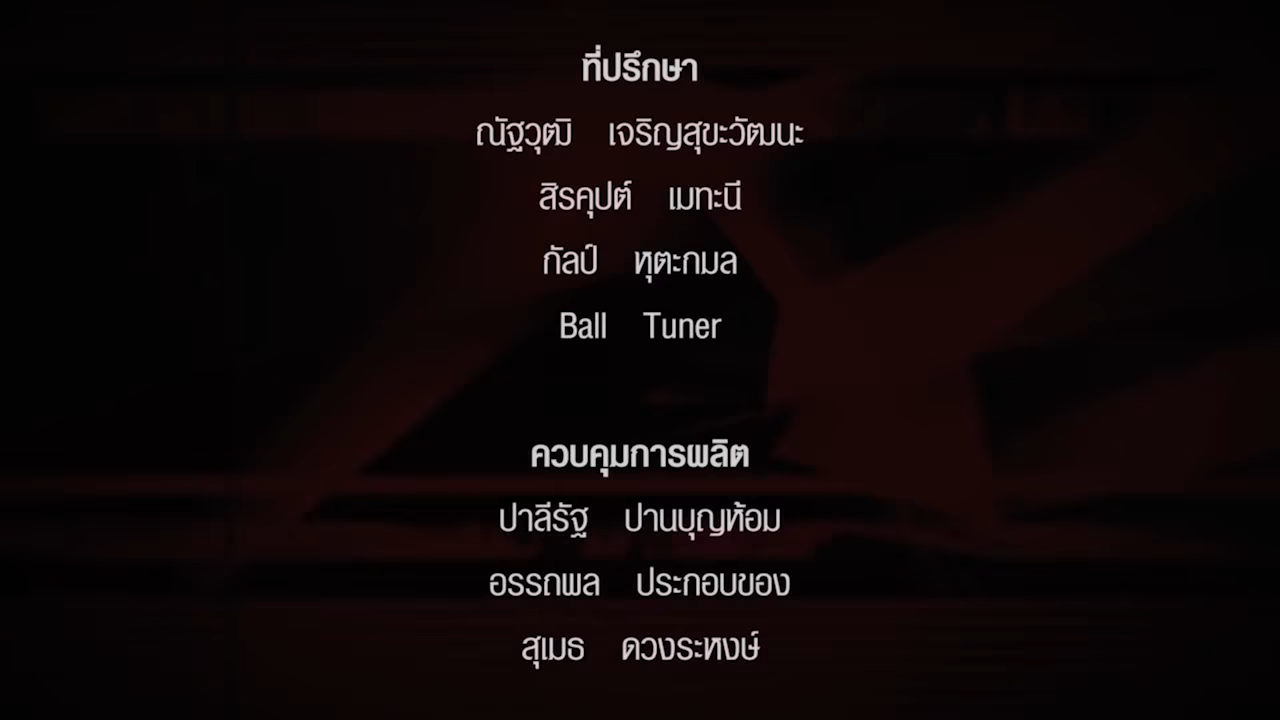 ที่ปรึกษา
ณัฐวุฒิ เจริญสุขะวัฒนะ
สิรคุปต์ เมทะนี
กัลป์ หุตะกมล
Ball Tuner
ควบคุมการผลิต
ปาลีรัฐ ปานบุญห้อม
อรรถพล ประกอบของ
สุเมธ ดวงระหงษ์